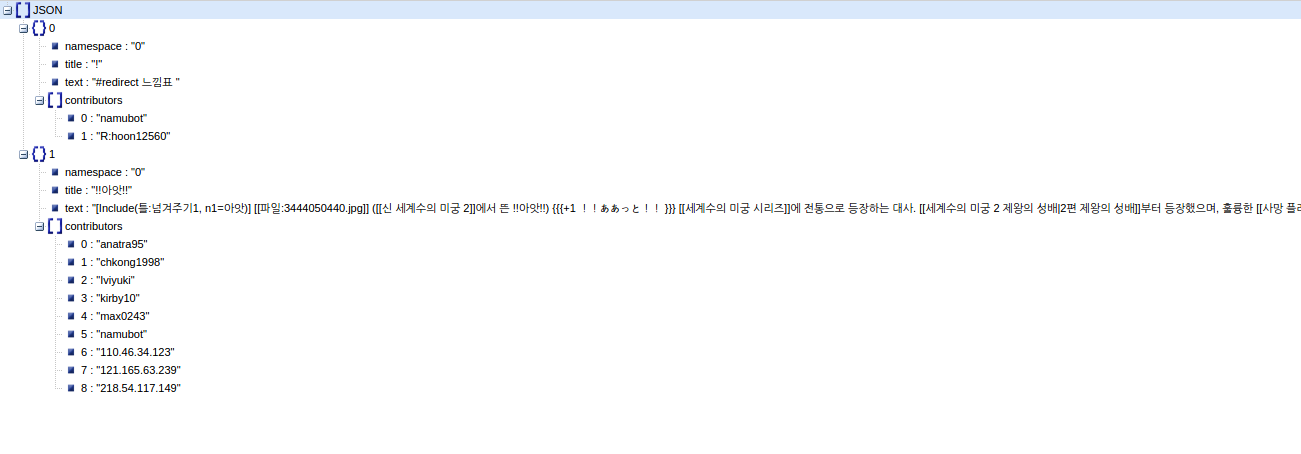 JSON
0
namespace : "0"
title : "!"
text : "#redirect 느낌표 "
contributors
0 : "namubot"
1 : "R:hoon12560"
1
namespace : "0"
title : "!!아앗!!"
text : "[Include(틀:넘겨주기1, n1=아앗)] [[파일:3444050440.jpg]] ([[신 세계수의 미궁 2]]에서 뜬 !!아앗!!) {{{+1 ！！ぁぁっと！！ }}} [[세계수의 미궁 시리즈]]에 전통으로 등장하는 대사. [[세계수의 미궁 2 제왕의 성배|2편 제왕의 성배]]부터 등장했으며, 훌륭한 [[사망 플
contributors
0 : "anatra95"
1 : "chkong1998"
2 : "lviyuki"
3 : "kirby10"
4 : "max0243"
5 : "namubot"
6 : "110.46.34.123"
7 : "121.165.63.239"
8 : "218.54.117.149"